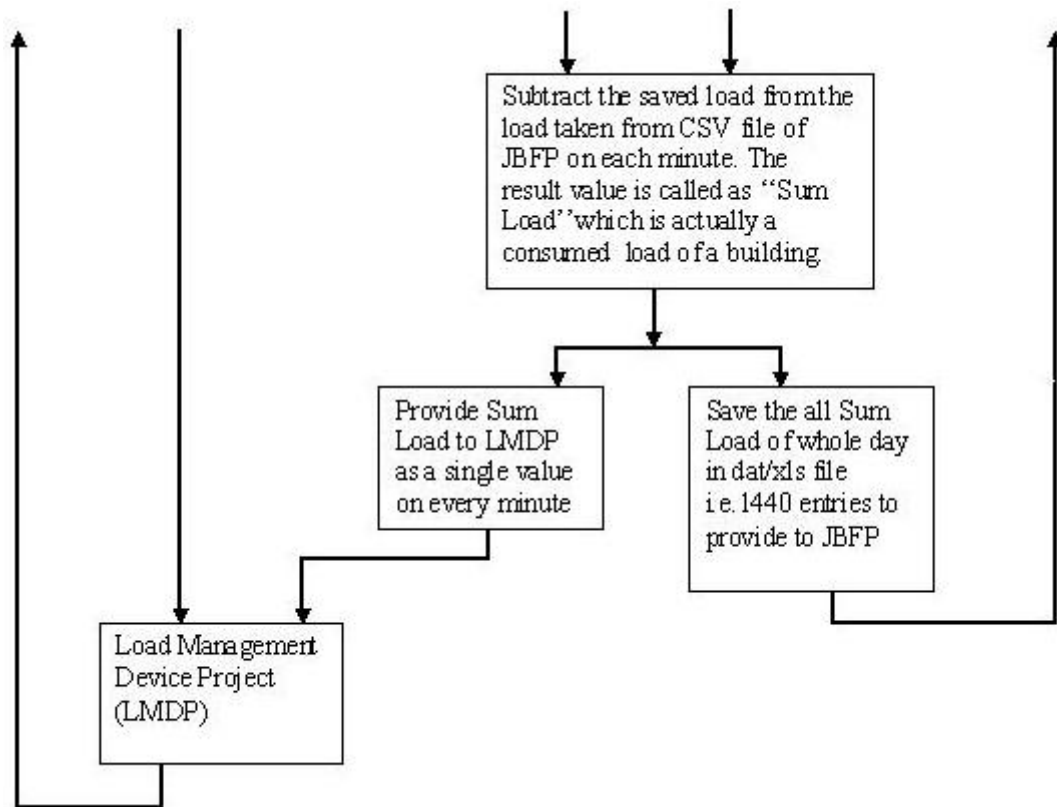 Subtract the saved load from the
load taken from CSV file of
JBFP on each minute. The
result value is called as “Sum
Load” which is actually a
consumed load of a building.
Provide Sum
Load to LMDP
as a single value
on every minute
Save the all Sum
Load of whole day
in dat/xls file
i.e.1440 entries to
provide to JBFP
Load Management
Device Project
(LMDP)